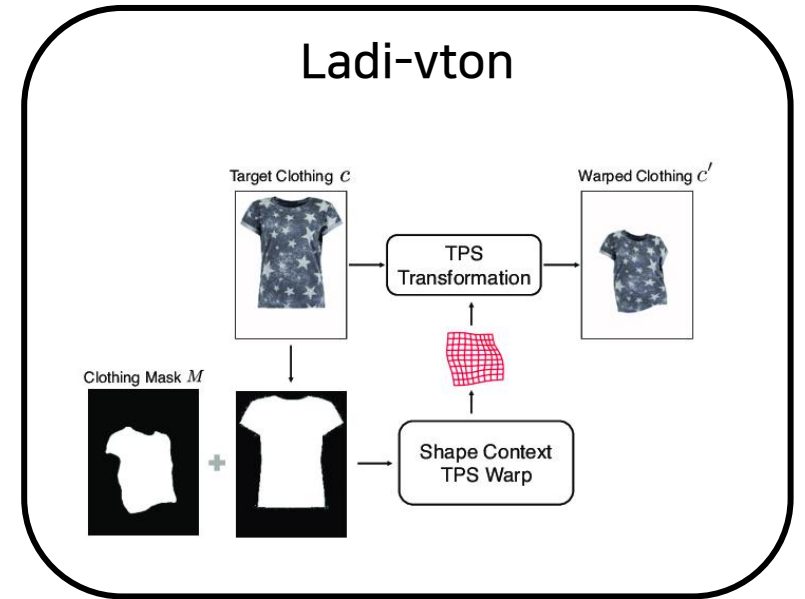 Ladi-vton
Target Clothing c
Warped Clothing c′
TPS
Transformation
Clothing Mask M
Shape Context
TPS Warp